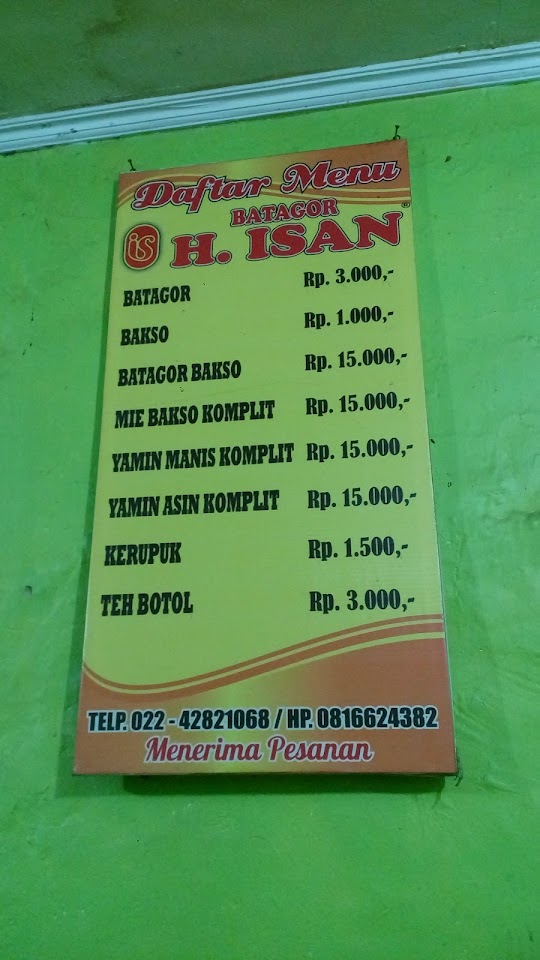 Daftar Menu
BATAGOR
is H. ISAN®
BATAGOR Rp. 3.000,-
BAKSO Rp. 1.000,-
BATAGOR BAKSO Rp. 15.000,-
MIE BAKSO KOMPLIT Rp. 15.000,-
YAMIN MANIS KOMPLIT Rp. 15.000,-
YAMIN ASIN KOMPLIT Rp. 15.000,-
KERUPUK Rp. 1.500,-
TEH BOTOL Rp. 3.000,-
TELP. 022 - 42821068 / HP. 0816624382
Menerima Pesanan